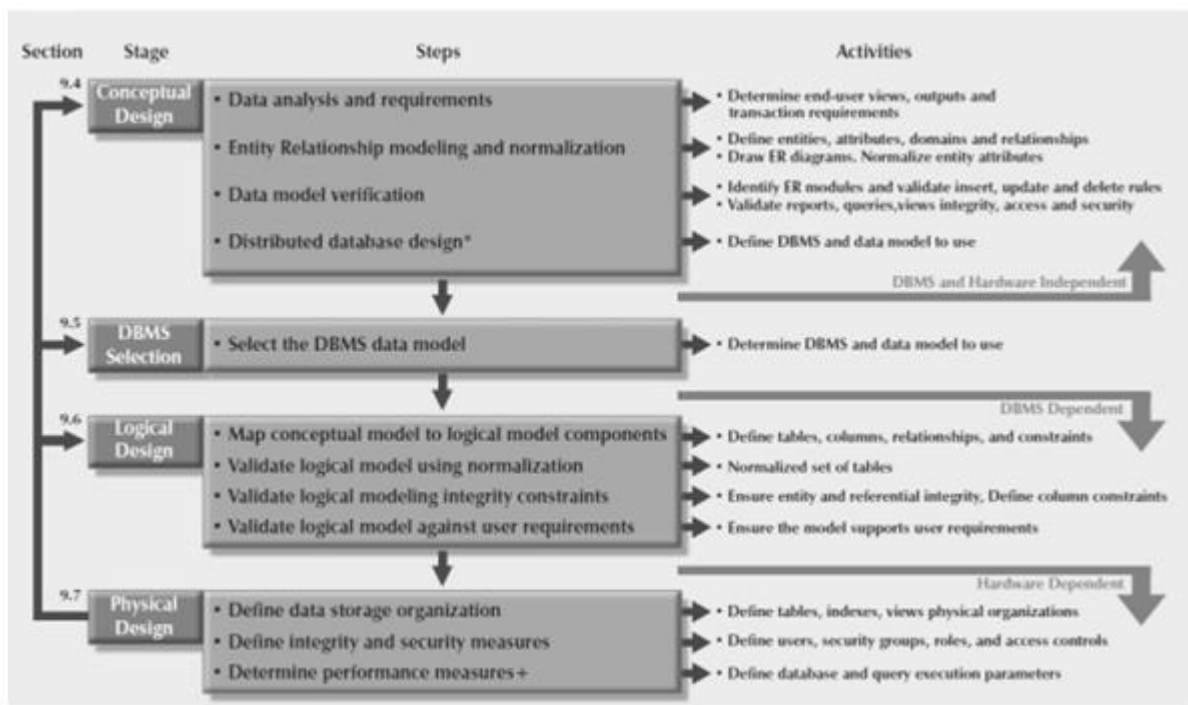 Section Stage Steps Activities
9.4
Conceptual
Design
• Data analysis and requirements
• Determine end-user views, outputs and
transaction requirements
• Entity Relationship modeling and normalization
• Define entities, attributes, domains and relationships
• Draw ER diagrams. Normalize entity attributes
• Data model verification
• Identify ER modules and validate insert, update and delete rules
• Validate reports, queries,views integrity, access and security
• Distributed database design*
• Define DBMS and data model to use
DBMS and Hardware Independent
9.5
DBMS
Selection
• Select the DBMS data model
• Determine DBMS and data model to use
DBMS Dependent
9.6
Logical
Design
• Map conceptual model to logical model components
• Define tables, columns, relationships, and constraints
• Validate logical model using normalization
• Normalized set of tables
• Validate logical modeling integrity constraints
• Ensure entity and referential integrity, Define column constraints
• Validate logical model against user requirements
• Ensure the model supports user requirements
Hardware Dependent
9.7
Physical
Design
• Define data storage organization
• Define tables, indexes, views physical organizations
• Define integrity and security measures
• Define users, security groups, roles, and access controls
• Determine performance measures+
• Define database and query execution parameters